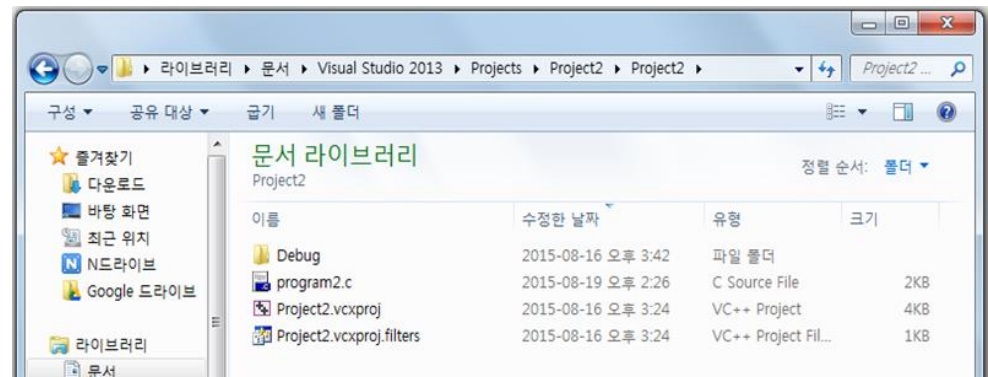 라이브러리 ▸ 문서 ▸ Visual Studio 2013 ▸ Projects ▸ Project2 ▸ Project2 ▸ Project2 ...
구성 ▼ 공유 대상 ▼ 굽기 새 폴더
즐겨찾기
다운로드
바탕 화면
최근 위치
N드라이브
Google 드라이브
라이브러리
문서
문서 라이브러리
Project2
정렬 순서: 폴더 ▼
이름 수정한 날짜 유형 크기
Debug 2015-08-16 오후 3:42 파일 폴더
program2.c 2015-08-19 오후 2:26 C Source File 2KB
Project2.vcxproj 2015-08-16 오후 3:24 VC++ Project 4KB
Project2.vcxproj.filters 2015-08-16 오후 3:24 VC++ Project Fil... 1KB